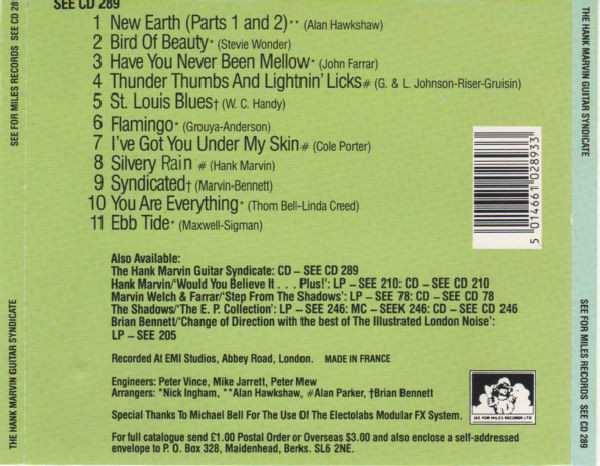 SEE CD 289
1 New Earth (Parts 1 and 2)** (Alan Hawkshaw)
2 Bird Of Beauty* (Stevie Wonder)
3 Have You Never Been Mellow* (John Farrar)
4 Thunder Thumbs And Lightnin' Licks# (G. & L. Johnson-Riser-Gruisin)
5 St. Louis Blues† (W. C. Handy)
6 Flamingo* (Grouya-Anderson)
7 I've Got You Under My Skin# (Cole Porter)
8 Silvery Rain # (Hank Marvin)
9 Syndicated† (Marvin-Bennett)
10 You Are Everything* (Thom Bell-Linda Creed)
11 Ebb Tide* (Maxwell-Sigman)
Also Available:
The Hank Marvin Guitar Syndicate: CD – SEE CD 289
Hank Marvin/'Would You Believe It . . . Plus!': LP – SEE 210: CD – SEE CD 210
Marvin Welch & Farrar/'Step From The Shadows': LP – SEE 78: CD – SEE CD 78
The Shadows/'The E. P. Collection': LP – SEE 246: MC – SEEK 246: CD – SEE CD 246
Brian Bennett/'Change of Direction with the best of The Illustrated London Noise':
LP – SEE 205
Recorded At EMI Studios, Abbey Road, London. MADE IN FRANCE
Engineers: Peter Vince, Mike Jarrett, Peter Mew
Arrangers: *Nick Ingham, **Alan Hawkshaw, #Alan Parker, †Brian Bennett
Special Thanks To Michael Bell For The Use Of The Electolabs Modular FX System.
For full catalogue send £1.00 Postal Order or Overseas $3.00 and also enclose a self-addressed
envelope to P. O. Box 328, Maidenhead, Berks. SL6 2NE.
SEE FOR MILES RECORDS LTD
5 014661 028933
THE HANK MARVIN GUITAR SYNDICATE
SEE FOR MILES RECORDS SEE CD 28
THE HANK MARVIN GUITAR SYNDICATE
SEE FOR MILES RECORDS SEE CD 289